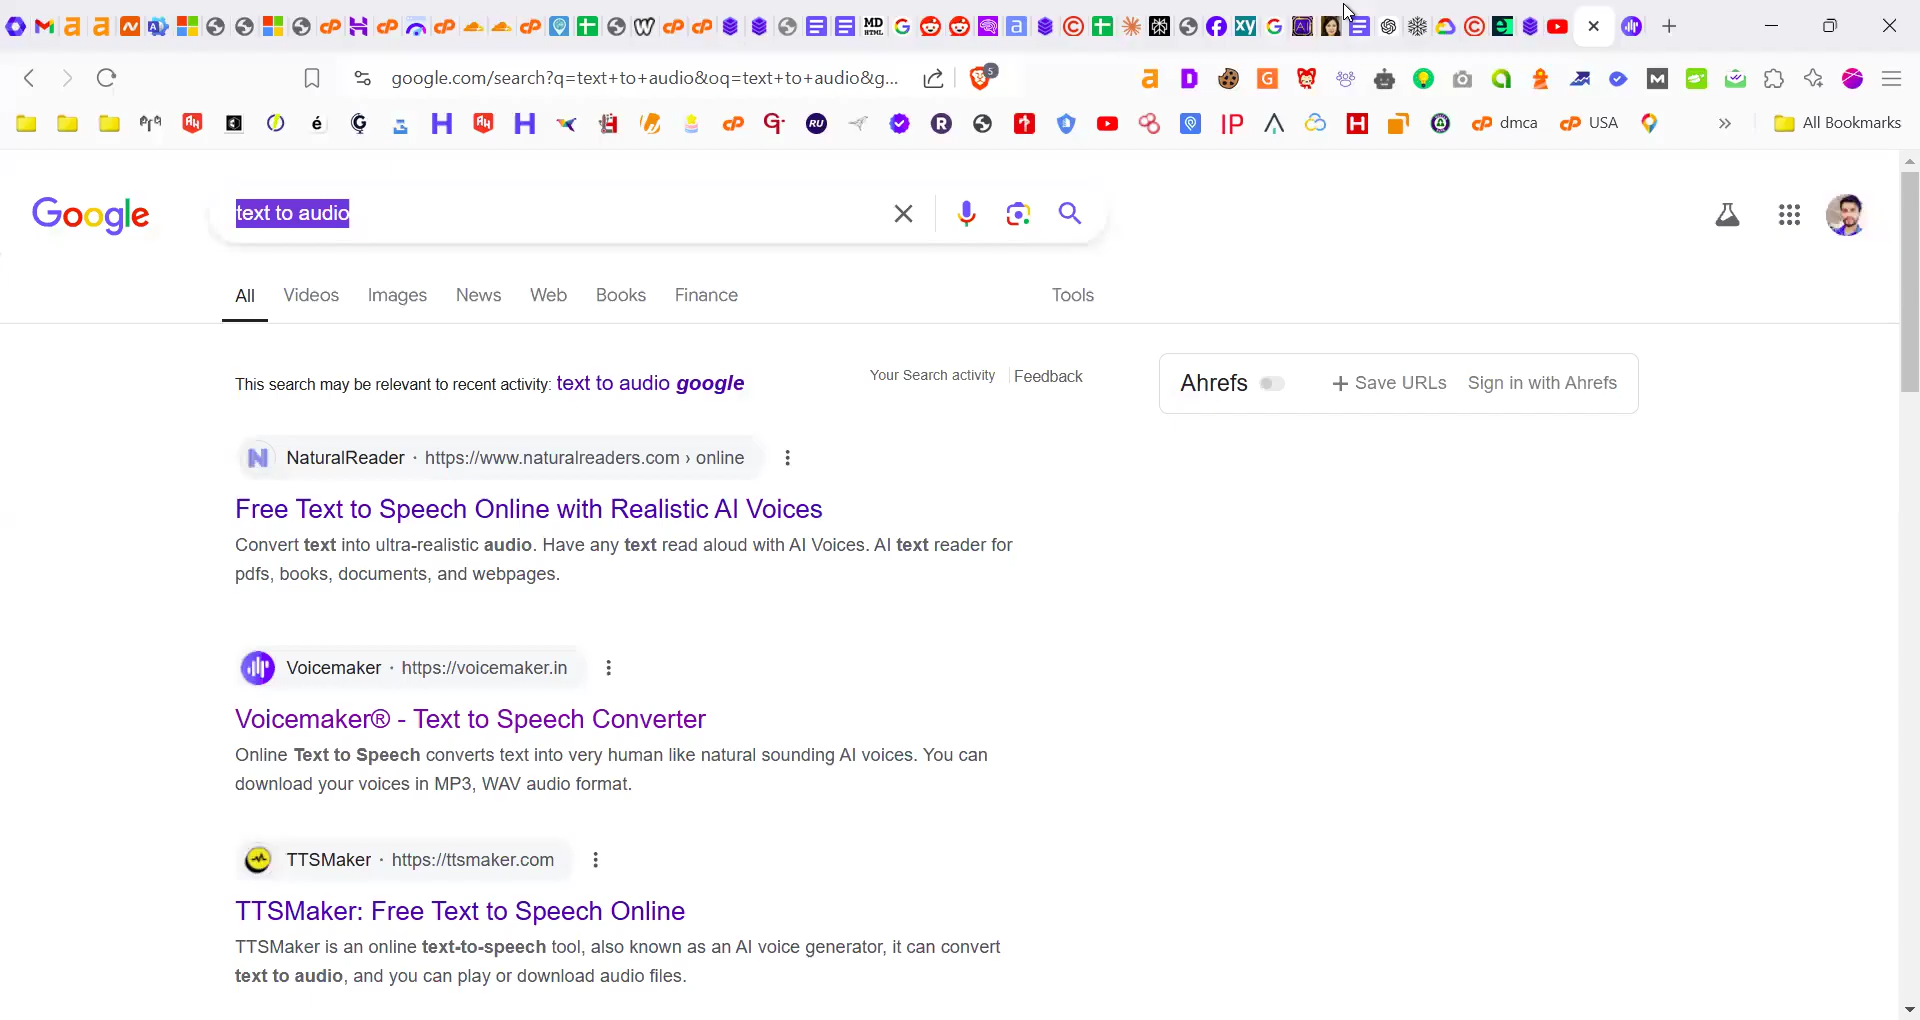 google.com/search?q=text+to+audio&oq=text+to+audio&g...
5
MD
HTML
xy
AI
RU
IP
dmca
USA
All Bookmarks
Google
text to audio
All
Videos
Images
News
Web
Books
Finance
Tools
This search may be relevant to recent activity: text to audio google
Your Search activity
Feedback
Ahrefs
+ Save URLs
Sign in with Ahrefs
NaturalReader · https://www.naturalreaders.com › online
Free Text to Speech Online with Realistic AI Voices
Convert text into ultra-realistic audio. Have any text read aloud with AI Voices. AI text reader for
pdfs, books, documents, and webpages.
Voicemaker · https://voicemaker.in
Voicemaker® - Text to Speech Converter
Online Text to Speech converts text into very human like natural sounding AI voices. You can
download your voices in MP3, WAV audio format.
TTSMaker · https://ttsmaker.com
TTSMaker: Free Text to Speech Online
TTSMaker is an online text-to-speech tool, also known as an AI voice generator, it can convert
text to audio, and you can play or download audio files.